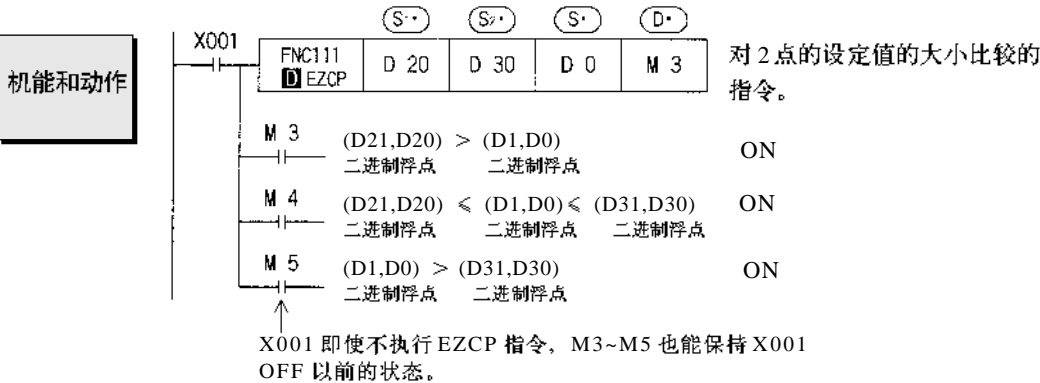 S1· S2· S· D·
机能和动作
X001
FNC111
D EZCP
D 20
D 30
D 0
M 3
对2点的设定值的大小比较的
指令。
M 3
(D21,D20) > (D1,D0)
ON
二进制浮点 二进制浮点
M 4
(D21,D20) ≤ (D1,D0)≤ (D31,D30)
ON
二进制浮点 二进制浮点 二进制浮点
M 5
(D1,D0) > (D31,D30)
ON
二进制浮点 二进制浮点
X001 即使不执行 EZCP 指令, M3~M5 也能保持 X001
OFF 以前的状态。